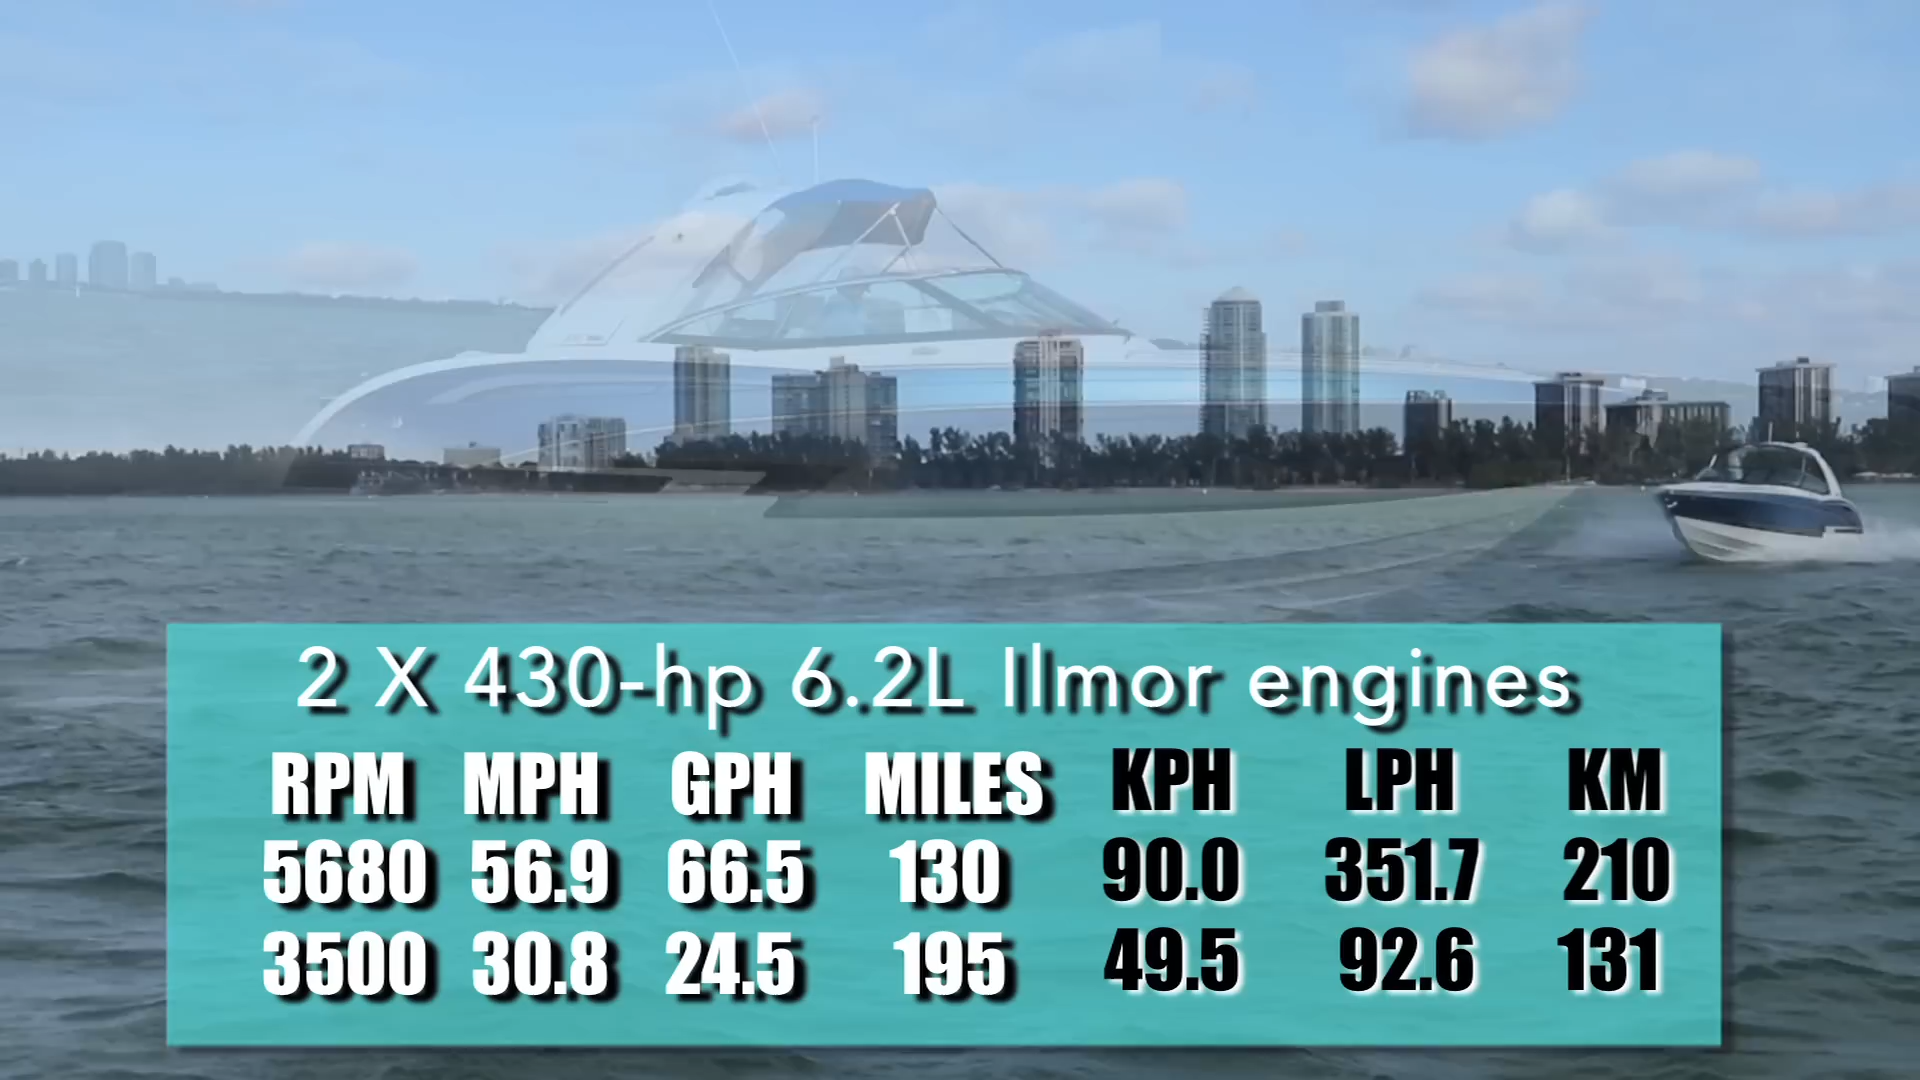 2 X 430-hp 6.2L Ilmor engines
RPM MPH GPH MILES KPH LPH KM
5680 56.9 66.5 130 90.0 351.7 210
3500 30.8 24.5 195 49.5 92.6 131